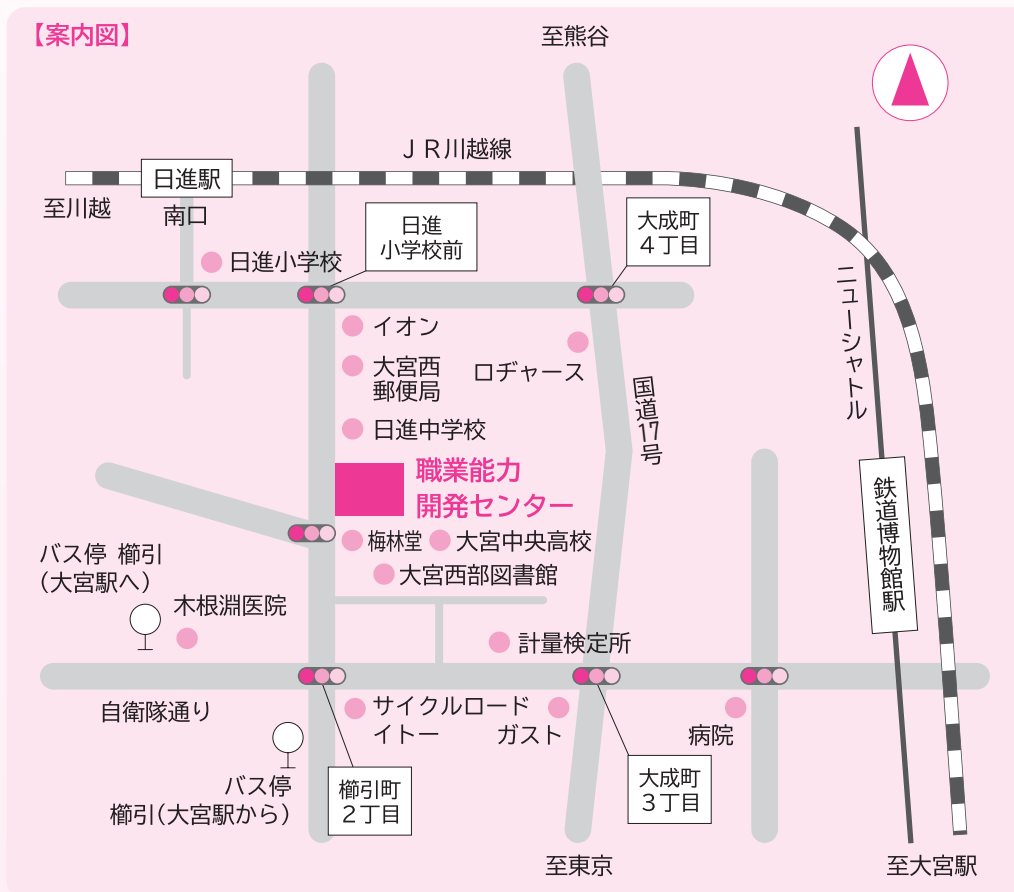 【案内図】
至熊谷
ＪＲ川越線
日進駅
至川越
南口
日進
小学校前
大成町
４丁目
日進小学校
ニューシャトル
イオン
大宮西
郵便局
ロヂャース
国道17号
日進中学校
職業能力
開発センター
鉄道博物館駅
梅林堂
大宮中央高校
バス停 櫛引
（大宮駅へ）
大宮西部図書館
木根淵医院
計量検定所
自衛隊通り
サイクルロード
イトー
ガスト
病院
バス停
櫛引（大宮駅から）
櫛引町
２丁目
大成町
３丁目
至東京
至大宮駅